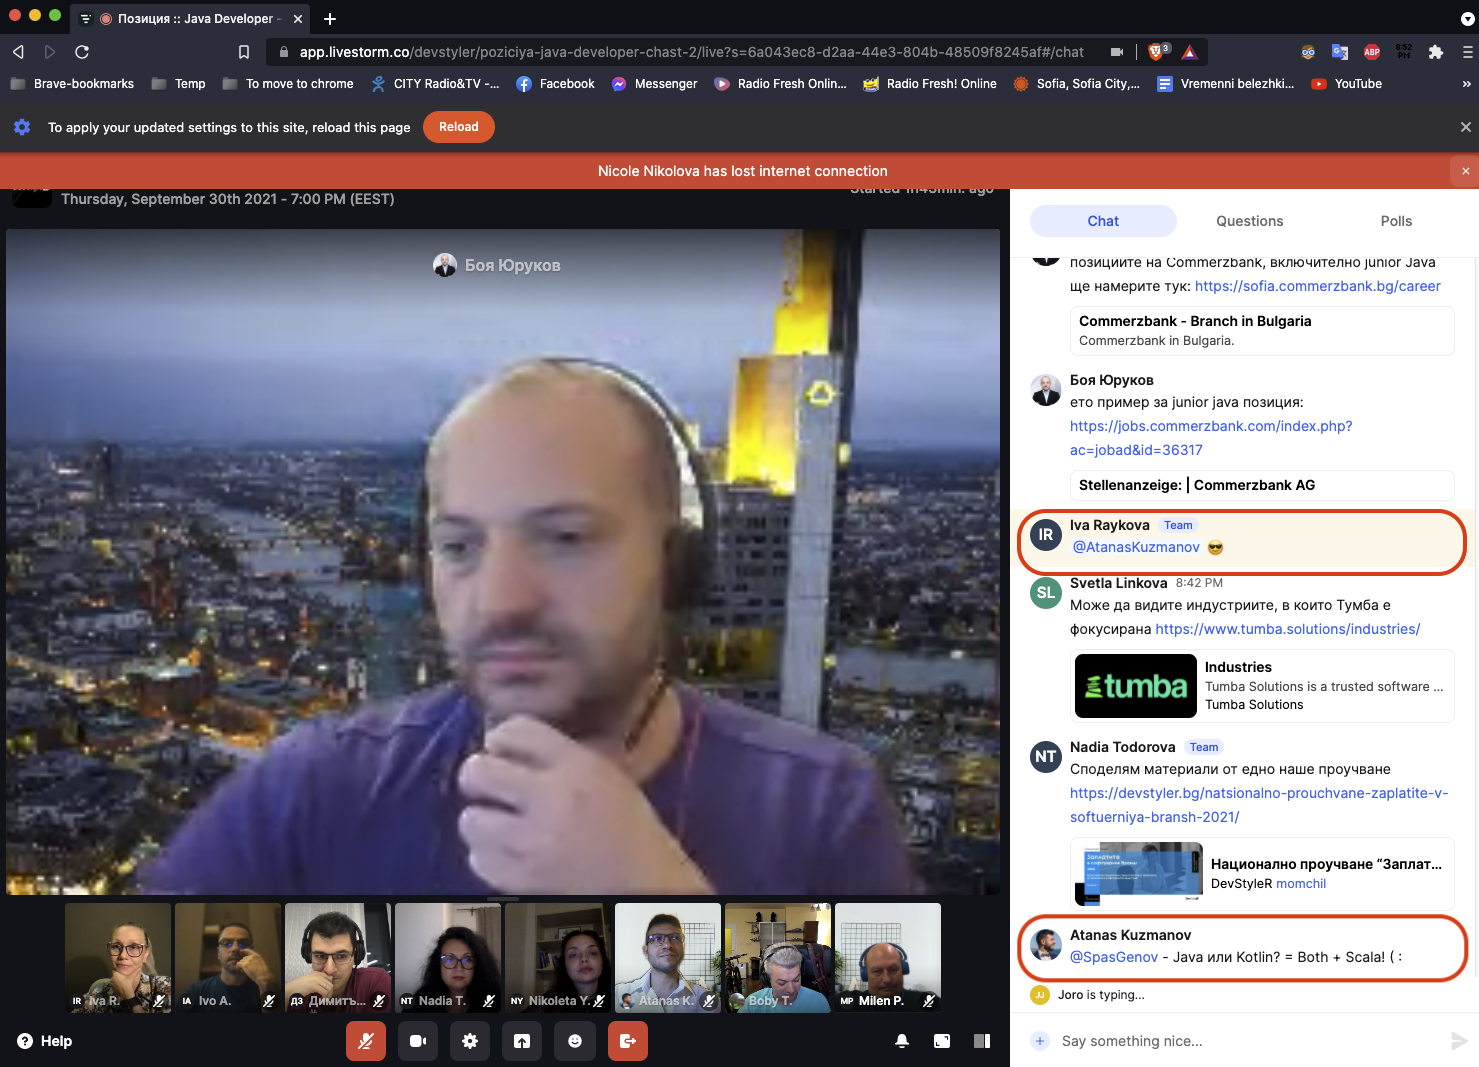 Позиция :: Java Developer -
app.livestorm.co/devstyler/poziciya-java-developer-chast-2/live?s=6a043ec8-d2aa-44e3-804b-48509f8245af#/chat
3
ABP
8:52 PM
Brave-bookmarks
Temp
To move to chrome
CITY Radio&TV -...
Facebook
Messenger
Radio Fresh Onlin...
Radio Fresh! Online
Sofia, Sofia City,...
Vremenni belezhki...
YouTube
To apply your updated settings to this site, reload this page
Reload
Nicole Nikolova has lost internet connection
Thursday, September 30th 2021 - 7:00 PM (EEST)
Started 1h45min. ago
Боя Юруков
Chat
Questions
Polls
позициите на Commerzbank, включително junior Java
ще намерите тук: https://sofia.commerzbank.bg/career
Commerzbank - Branch in Bulgaria
Commerzbank in Bulgaria.
Боя Юруков
ето пример за junior java позиция:
https://jobs.commerzbank.com/index.php?
ac=jobad&id=36317
Stellenanzeige: | Commerzbank AG
IR
Iva Raykova Team
@AtanasKuzmanov 😎
SL
Svetla Linkova 8:42 PM
Може да видите индустриите, в които Тумба е
фокусирана https://www.tumba.solutions/industries/
tumba
Industries
Tumba Solutions is a trusted software ...
Tumba Solutions
NT
Nadia Todorova Team
Споделям материали от едно наше проучване
https://devstyler.bg/natsionalno-prouchvane-zaplatite-v-
softuerniya-bransh-2021/
Заплатите
Национално проучване “Заплат...
DevStyleR momchil
Atanas Kuzmanov
@SpasGenov - Java или Kotlin? = Both + Scala! ( :
JJ
Joro is typing...
Say something nice...
IR Iva R.
IA Ivo A.
ДЗ Димитъ..
NT Nadia T.
NY Nikoleta Y.
Atanas K.
Boby T.
MP Milen P.
Help